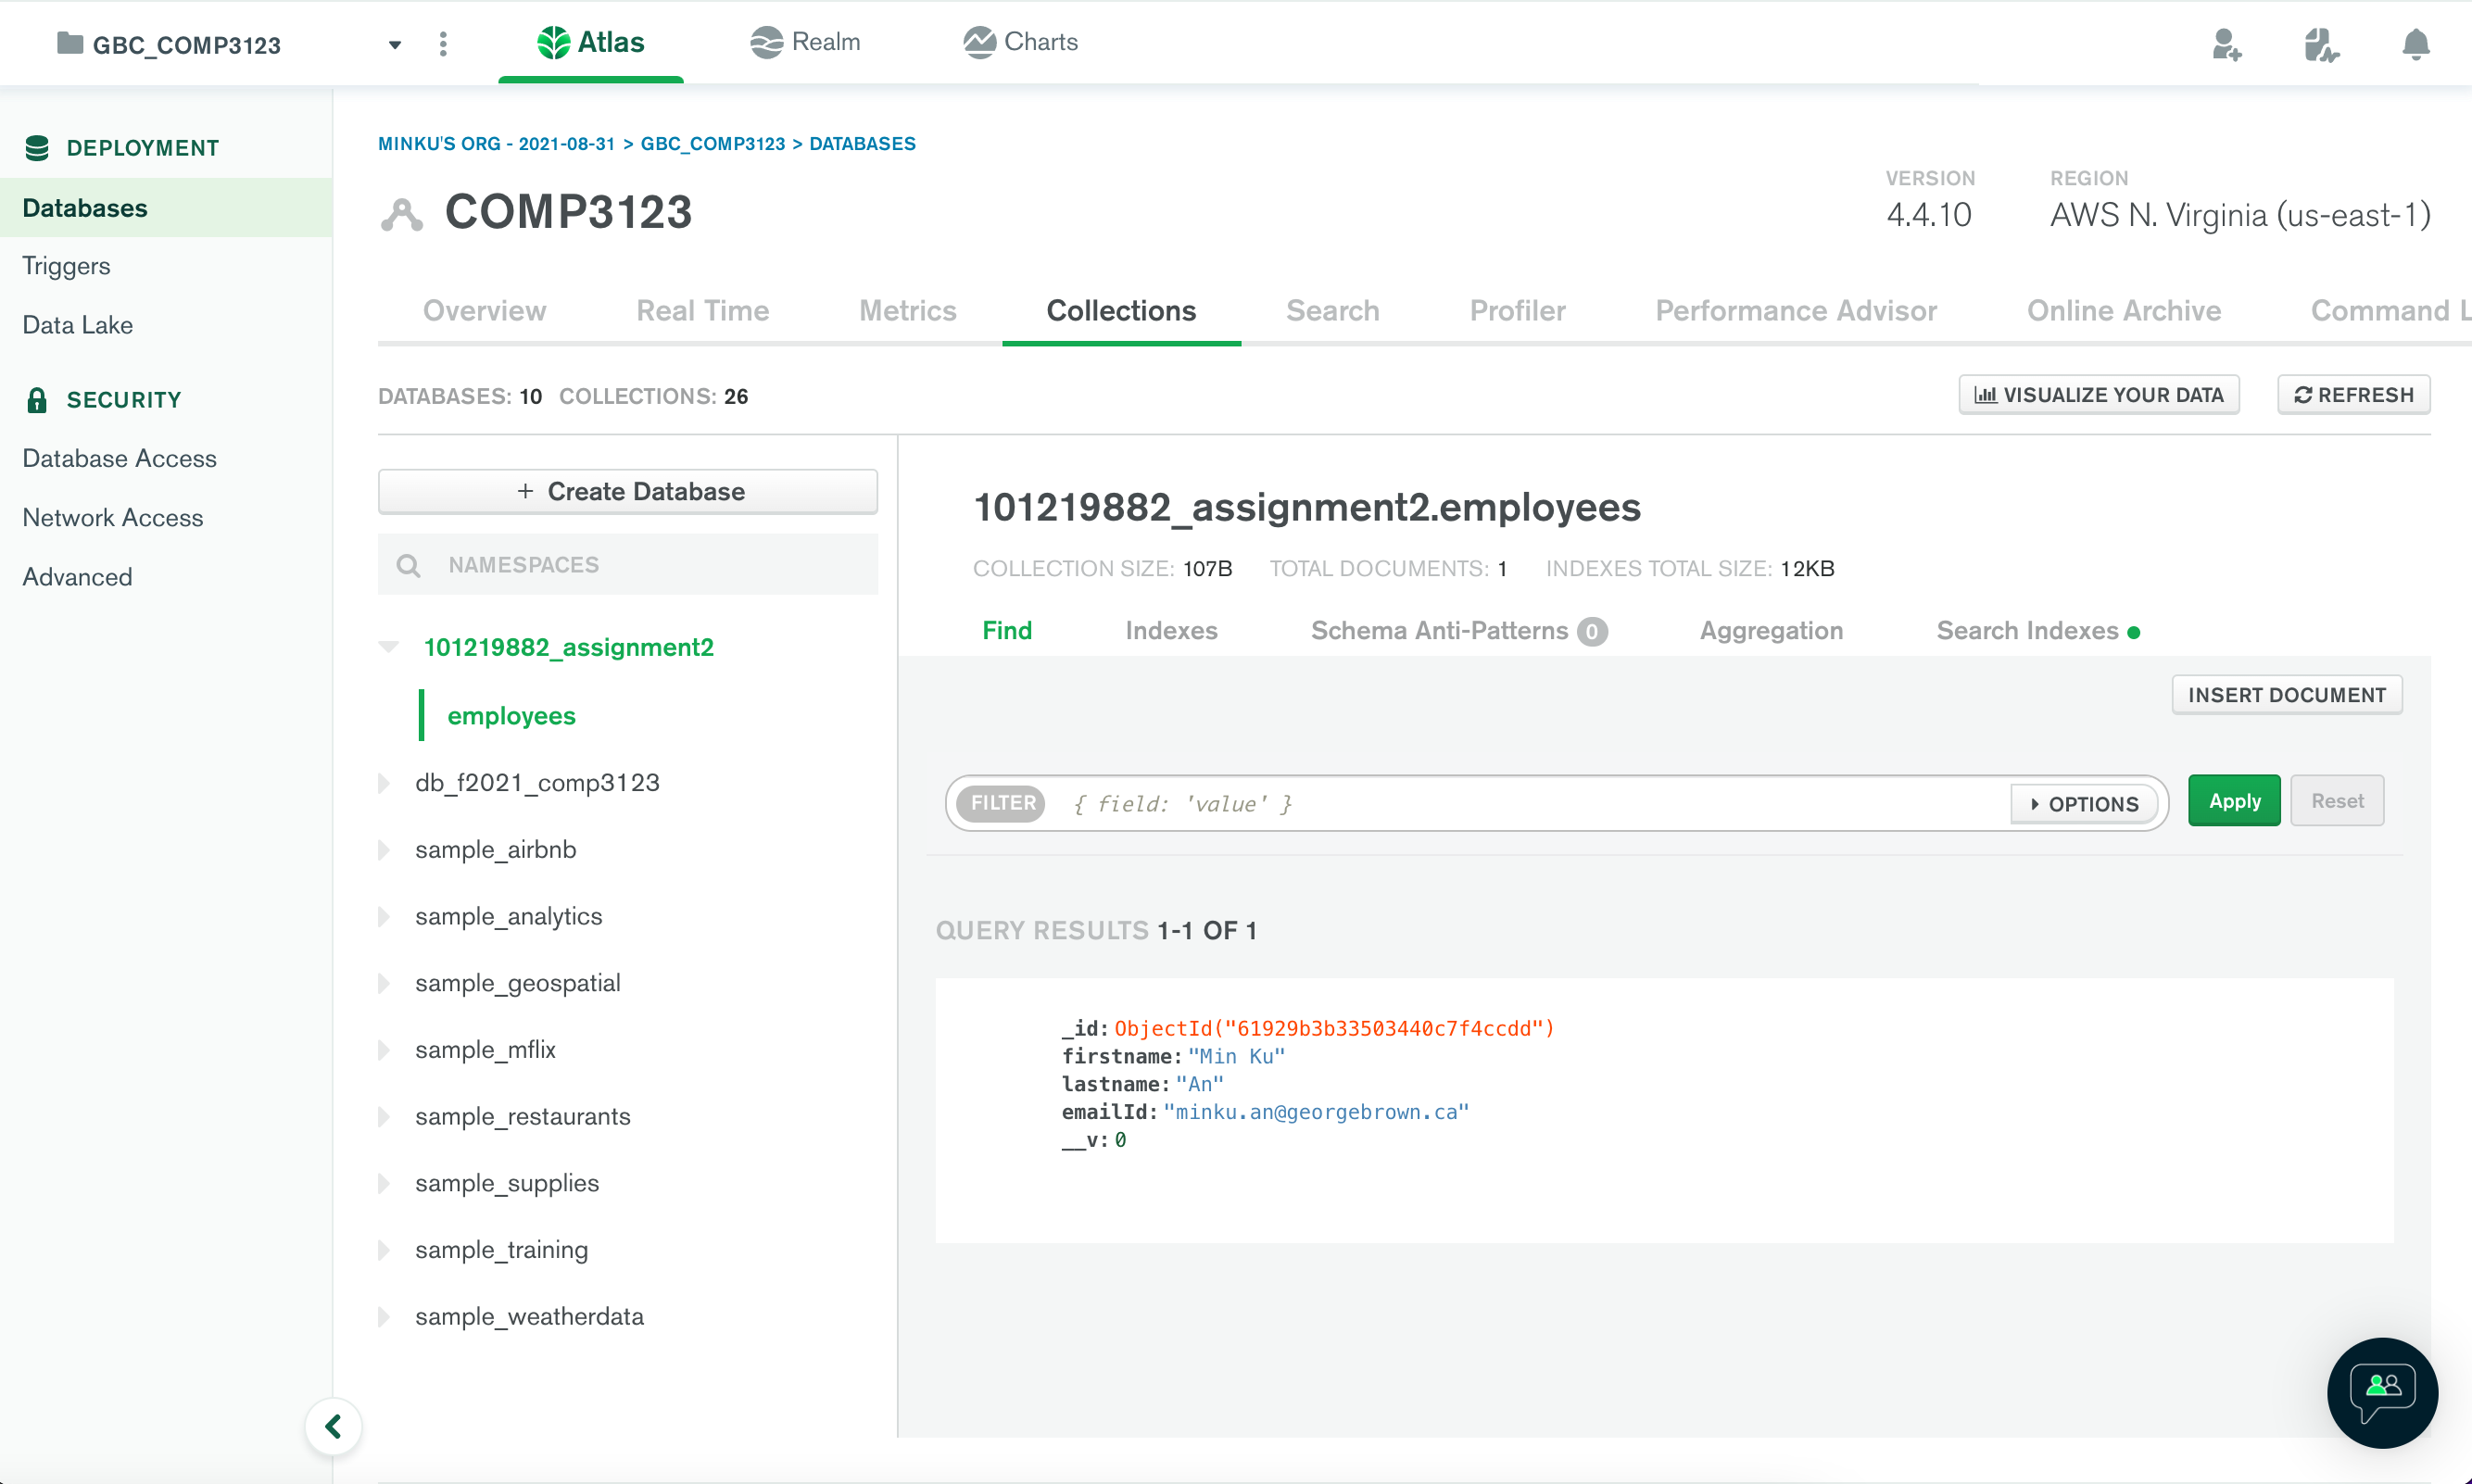 GBC_COMP3123
Atlas
Realm
Charts
DEPLOYMENT
Databases
Triggers
Data Lake
SECURITY
Database Access
Network Access
Advanced
MINKU'S ORG - 2021-08-31 > GBC_COMP3123 > DATABASES
COMP3123
VERSION
4.4.10
REGION
AWS N. Virginia (us-east-1)
Overview
Real Time
Metrics
Collections
Search
Profiler
Performance Advisor
Online Archive
Command L
DATABASES: 10 COLLECTIONS: 26
VISUALIZE YOUR DATA
REFRESH
+ Create Database
NAMESPACES
101219882_assignment2
employees
db_f2021_comp3123
sample_airbnb
sample_analytics
sample_geospatial
sample_mflix
sample_restaurants
sample_supplies
sample_training
sample_weatherdata
101219882_assignment2.employees
COLLECTION SIZE: 107B TOTAL DOCUMENTS: 1 INDEXES TOTAL SIZE: 12KB
Find
Indexes
Schema Anti-Patterns 0
Aggregation
Search Indexes
INSERT DOCUMENT
FILTER { field: 'value' }
OPTIONS
Apply
Reset
QUERY RESULTS 1-1 OF 1
_id: ObjectId("61929b3b33503440c7f4ccdd")
firstname: "Min Ku"
lastname: "An"
emailId: "minku.an@georgebrown.ca"
__v: 0